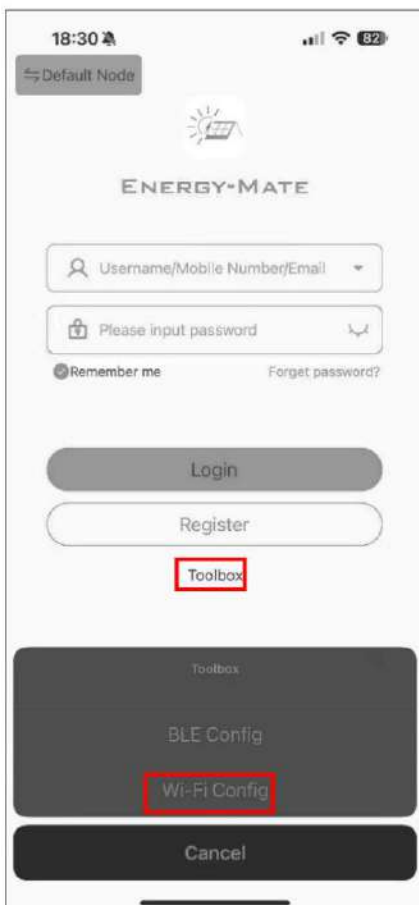 18:30
82
Default Node
ENERGY-MATE
Username/Mobile Number/Email
Please input password
Remember me Forget password?
Login
Register
Toolbox
Toolbox
BLE Config
Wi-Fi Config
Cancel